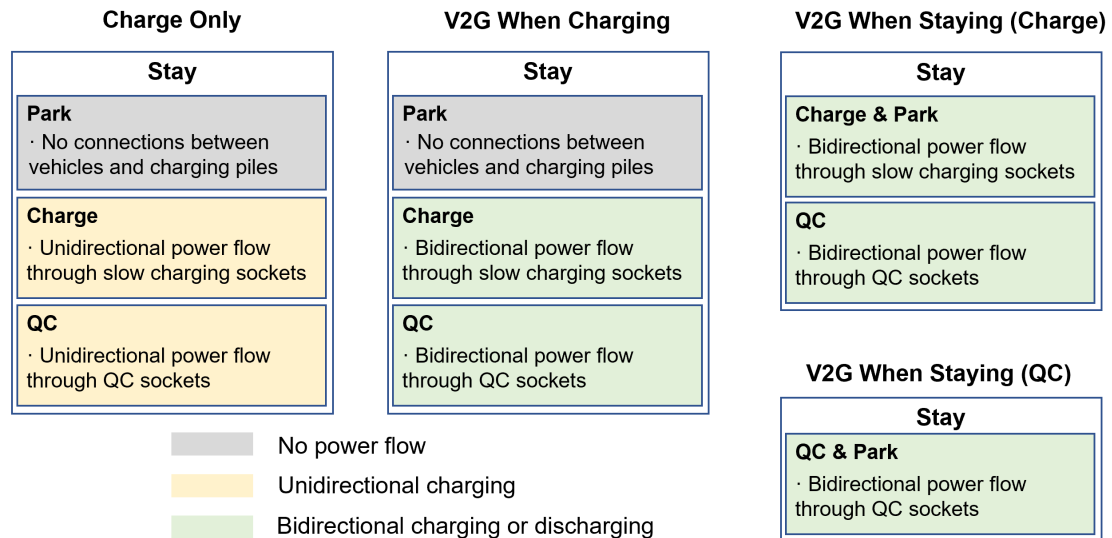 Charge Only
Stay
Park
· No connections between
vehicles and charging piles
Charge
· Unidirectional power flow
through slow charging sockets
QC
· Unidirectional power flow
through QC sockets
V2G When Charging
Stay
Park
· No connections between
vehicles and charging piles
Charge
· Bidirectional power flow
through slow charging sockets
QC
· Bidirectional power flow
through QC sockets
V2G When Staying (Charge)
Stay
Charge & Park
· Bidirectional power flow
through slow charging sockets
QC
· Bidirectional power flow
through QC sockets
V2G When Staying (QC)
Stay
QC & Park
· Bidirectional power flow
through QC sockets
No power flow
Unidirectional charging
Bidirectional charging or discharging